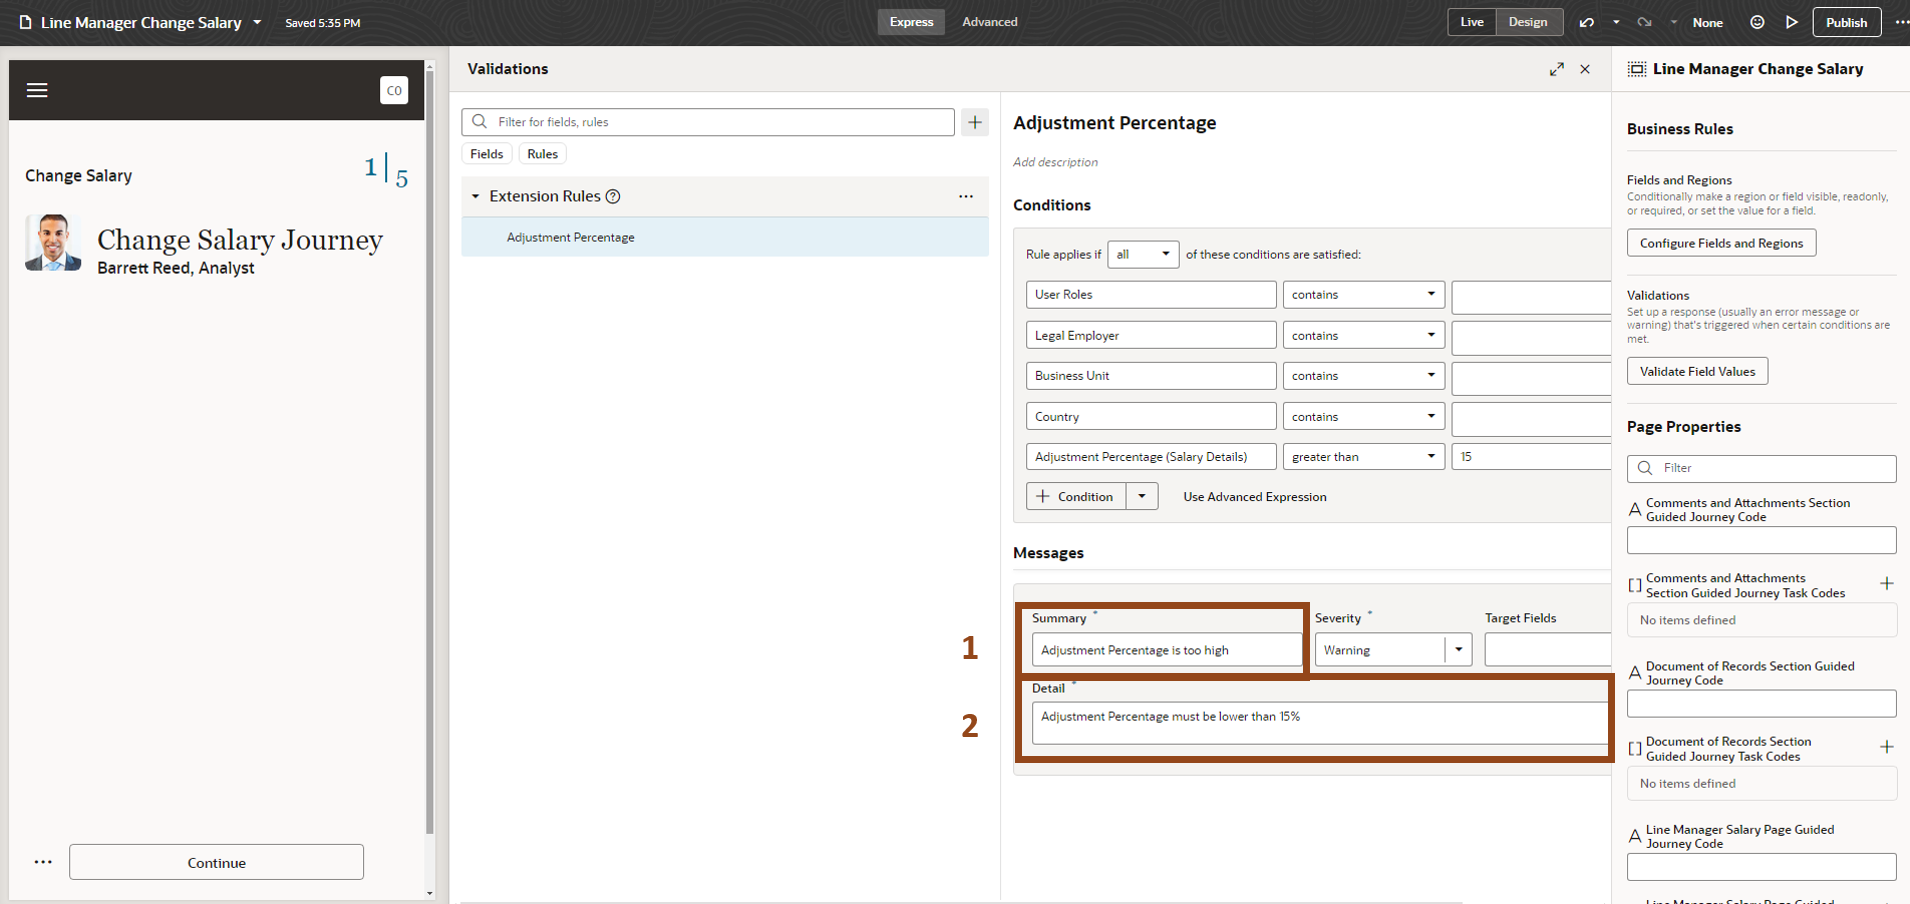 Line Manager Change Salary
Saved 5:35 PM
Express
Advanced
Live
Design
None
Publish
CO
Change Salary
1 | 5
Change Salary Journey
Barrett Reed, Analyst
Continue
Validations
Filter for fields, rules
Fields
Rules
Extension Rules
Adjustment Percentage
Adjustment Percentage
Add description
Conditions
Rule applies if all of these conditions are satisfied:
User Roles contains
Legal Employer contains
Business Unit contains
Country contains
Adjustment Percentage (Salary Details) greater than 15
+ Condition
Use Advanced Expression
Messages
1
Summary *
Adjustment Percentage is too high
Severity *
Warning
Target Fields
2
Detail *
Adjustment Percentage must be lower than 15%
Line Manager Change Salary
Business Rules
Fields and Regions
Conditionally make a region or field visible, readonly,
or required, or set the value for a field.
Configure Fields and Regions
Validations
Set up a response (usually an error message or
warning) that's triggered when certain conditions are
met.
Validate Field Values
Page Properties
Filter
A Comments and Attachments Section
Guided Journey Code
[] Comments and Attachments
Section Guided Journey Task Codes
No items defined
A Document of Records Section Guided
Journey Code
[] Document of Records Section
Guided Journey Task Codes
No items defined
A Line Manager Salary Page Guided
Journey Code
Line Manager Salary Page Guided